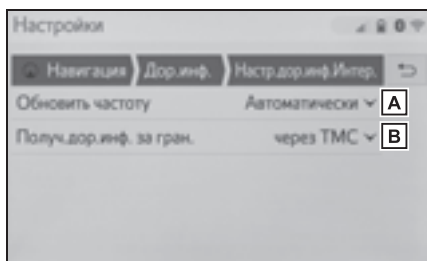 Настройки
Навигация Дор.инф. Настр.дор.инф.Интер.
Обновить частоту Автоматически A
Получ.дор.инф. за гран. через TMC B